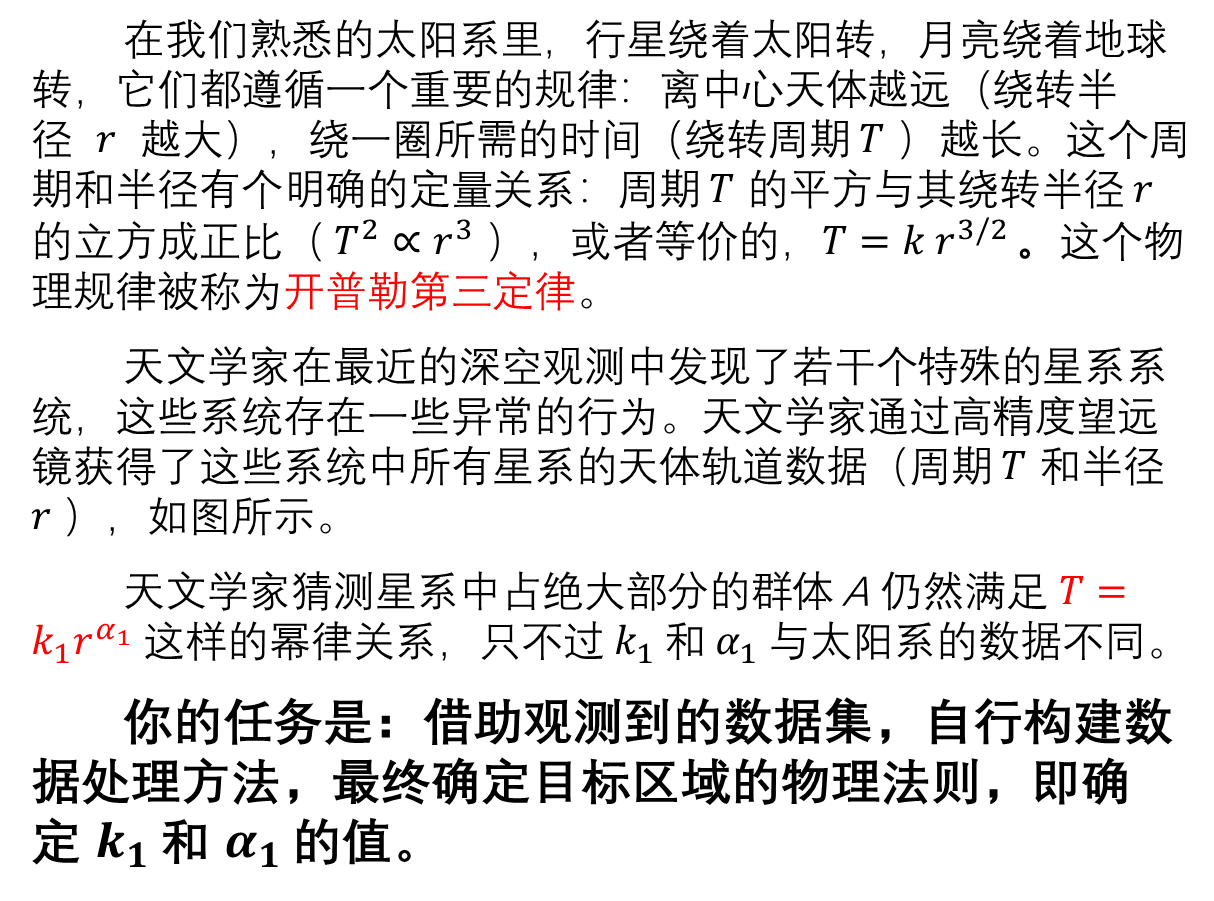 在我们熟悉的太阳系里，行星绕着太阳转，月亮绕着地球
转，它们都遵循一个重要的规律：离中心天体越远（绕转半
径 r 越大），绕一圈所需的时间（绕转周期 T ）越长。这个周
期和半径有个明确的定量关系：周期 T 的平方与其绕转半径 r
的立方成正比（ T² ∝ r³ ），或者等价的，T = k r^{3/2} 。这个物
理规律被称为开普勒第三定律。
天文学家在最近的深空观测中发现了若干个特殊的星系系
统，这些系统存在一些异常的行为。天文学家通过高精度望远
镜获得了这些系统中所有星系的天体轨道数据（周期 T 和半径
r ），如图所示。
天文学家猜测星系中占绝大部分的群体 A 仍然满足 T =
k₁r^{α₁} 这样的幂律关系，只不过 k₁ 和 α₁ 与太阳系的数据不同。
你的任务是：借助观测到的数据集，自行构建数
据处理方法，最终确定目标区域的物理法则，即确
定 k₁ 和 α₁ 的值。